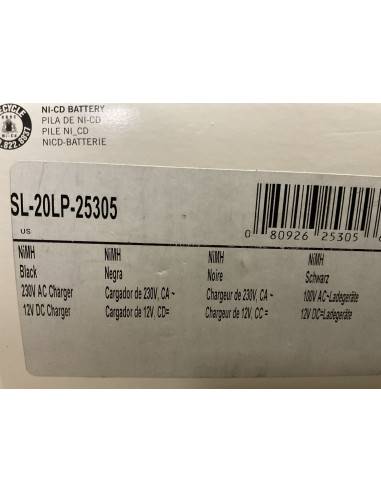 RECYCLE
NI-CD BATTERY
PILA DE NI-CD
PILE NI_CD
NICD-BATTERIE
SL-20LP-25305
US
0 80926 25305
NiMH NiMH NiMH NiMH
Black Negra Noire Schwarz
230V AC Charger Cargador de 230V, CA~ Chargeur de 230V, CA ~ 100V AC~Ladegeräte
12V DC Charger Cargador de 12V, CD= Chargeur de 12V, CC = 12V DC=Ladegeräte